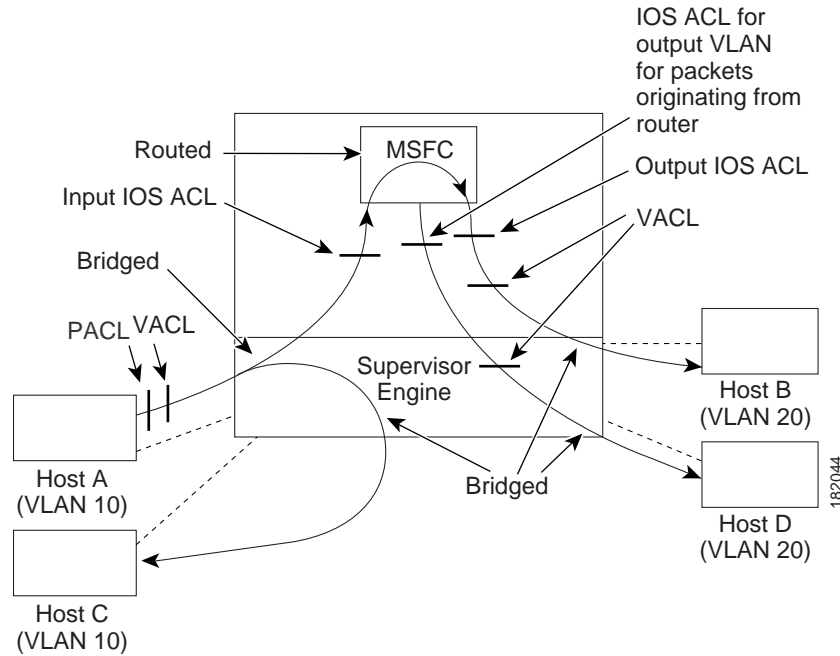 IOS ACL for
output VLAN
for packets
originating from
router
Routed
MSFC
Output IOS ACL
Input IOS ACL
VACL
Bridged
PACL
VACL
Supervisor
Engine
Host B
(VLAN 20)
Host A
(VLAN 10)
Bridged
Host D
(VLAN 20)
182044
Host C
(VLAN 10)